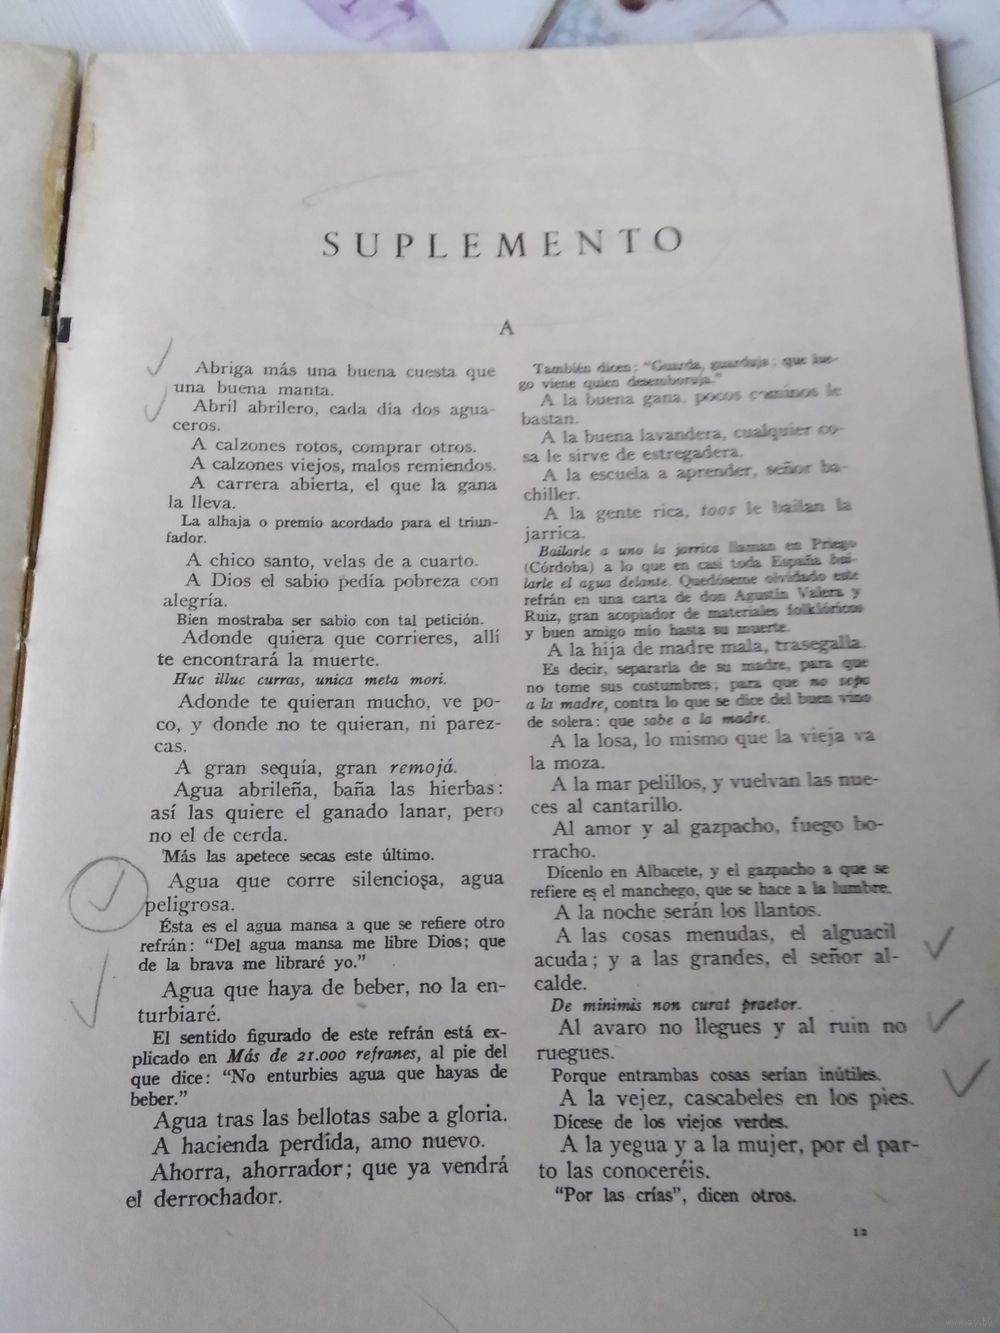 SUPLEMENTO
A
Abriga más una buena cuesta que
una buena manta.
Abril abrilero, cada día dos agua-
ceros.
A calzones rotos, comprar otros.
A calzones viejos, malos remiendos.
A carrera abierta, el que la gana
la lleva.
La alhaja o premio acordado para el triun-
fador.
A chico santo, velas de a cuarto.
A Dios el sabio pedía pobreza con
alegría.
Bien mostraba ser sabio con tal petición.
Adonde quiera que corrieres, allí
te encontrará la muerte.
Huc illuc curras, unica meta mori.
Adonde te quieran mucho, ve po-
co, y donde no te quieran, ni parez-
cas.
A gran sequía, gran remojá.
Agua abrileña, baña las hierbas:
así las quiere el ganado lanar, pero
no el de cerda.
Más las apetece secas este último.
Agua que corre silenciosa, agua
peligrosa.
Ésta es el agua mansa a que se refiere otro
refrán: "Del agua mansa me libre Dios; que
de la brava me libraré yo."
Agua que haya de beber, no la en-
turbiaré.
El sentido figurado de este refrán está ex-
plicado en Más de 21.000 refranes, al pie del
que dice: "No enturbies agua que hayas de
beber."
Agua tras las bellotas sabe a gloria.
A hacienda perdida, amo nuevo.
Ahorra, ahorrador; que ya vendrá
el derrochador.
También dicen: "Guarda, guarduja; que lue-
go viene quien desemboruja."
A la buena gana, pocos cominos le
bastan.
A la buena lavandera, cualquier co-
sa le sirve de estregadera.
A la escuela a aprender, señor ba-
chiller.
A la gente rica, toos le bailan la
jarrica.
Bailarle a uno la jarrica llaman en Priego
(Córdoba) a lo que en casi toda España bai-
larle el agua delante. Quedóseme olvidado este
refrán en una carta de don Agustín Valera y
Ruiz, gran acopiador de materiales folklóricos
y buen amigo mío hasta su muerte.
A la hija de madre mala, trasegalla.
Es decir, separarla de su madre, para que
no tome sus costumbres; para que no sepa
a la madre, contra lo que se dice del buen vino
de solera: que sabe a la madre.
A la losa, lo mismo que la vieja va
la moza.
A la mar pelillos, y vuelvan las nue-
ces al cantarillo.
Al amor y al gazpacho, fuego bo-
rracho.
Dícenlo en Albacete, y el gazpacho a que se
refiere es el manchego, que se hace a la lumbre.
A la noche serán los llantos.
A las cosas menudas, el alguacil
acuda; y a las grandes, el señor al-
calde.
De minimis non curat praetor.
Al avaro no llegues y al ruin no
ruegues.
Porque entrambas cosas serían inútiles.
A la vejez, cascabeles en los pies.
Dícese de los viejos verdes.
A la yegua y a la mujer, por el par-
to las conoceréis.
"Por las crías", dicen otros.
12